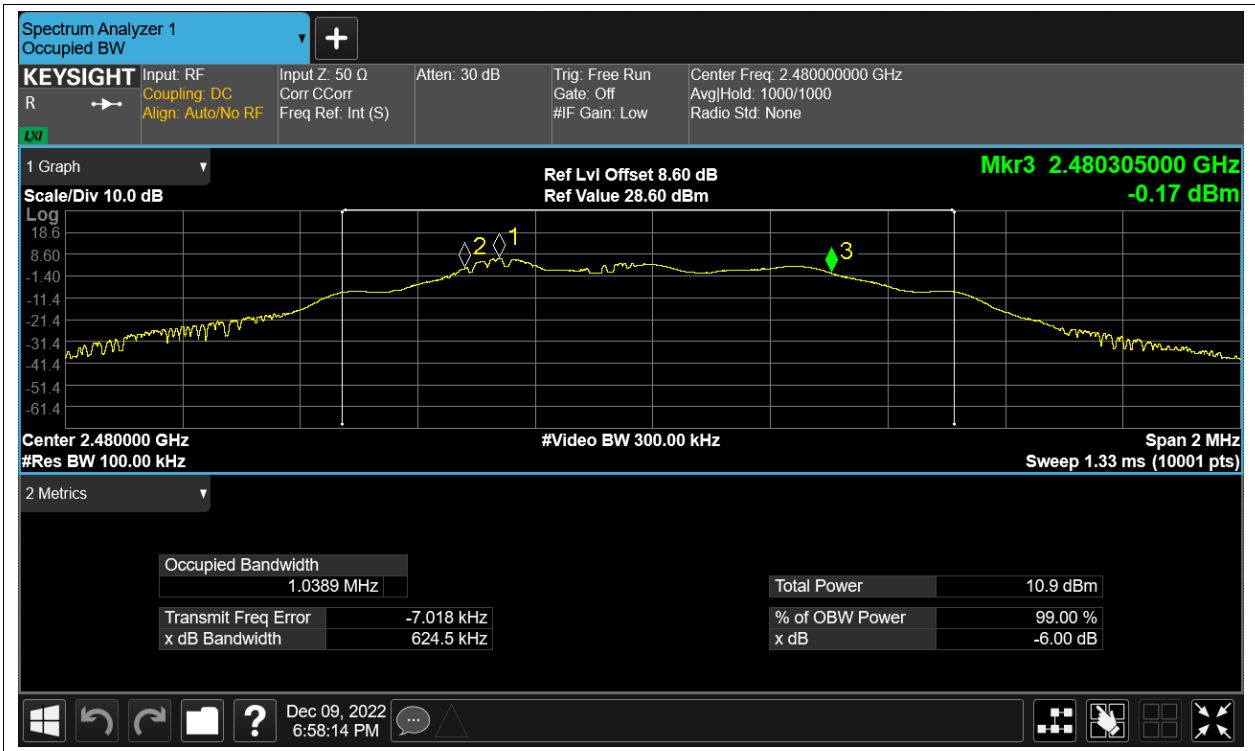 Spectrum Analyzer 1
Occupied BW
KEYSIGHT
R
LXI
Input: RF
Coupling: DC
Align: Auto/No RF
Input Z: 50 Ω
Corr CCorr
Freq Ref: Int (S)
Atten: 30 dB
Trig: Free Run
Gate: Off
#IF Gain: Low
Center Freq: 2.480000000 GHz
Avg|Hold: 1000/1000
Radio Std: None
1 Graph
Scale/Div 10.0 dB
Ref Lvl Offset 8.60 dB
Ref Value 28.60 dBm
Mkr3 2.480305000 GHz
-0.17 dBm
Log
18.6
8.60
-1.40
-11.4
-21.4
-31.4
-41.4
-51.4
-61.4
2
1
3
Center 2.480000 GHz
#Res BW 100.00 kHz
#Video BW 300.00 kHz
Span 2 MHz
Sweep 1.33 ms (10001 pts)
2 Metrics
Occupied Bandwidth
1.0389 MHz
Transmit Freq Error -7.018 kHz
x dB Bandwidth 624.5 kHz
Total Power 10.9 dBm
% of OBW Power 99.00 %
x dB -6.00 dB
Dec 09, 2022
6:58:14 PM